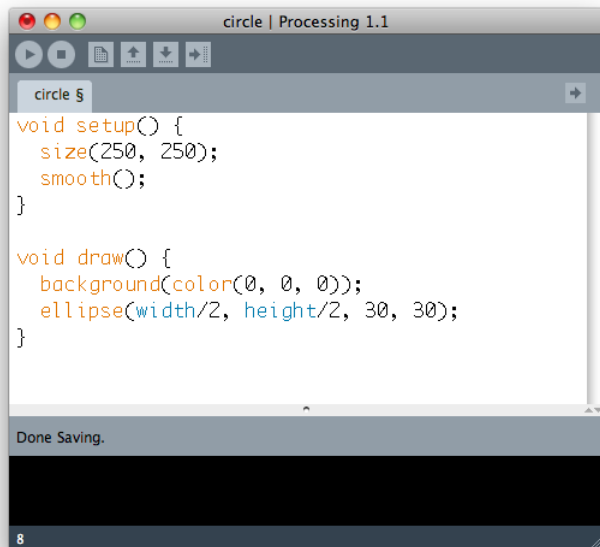 circle | Processing 1.1
circle §
void setup() {
  size(250, 250);
  smooth();
}

void draw() {
  background(color(0, 0, 0));
  ellipse(width/2, height/2, 30, 30);
}
Done Saving.
8